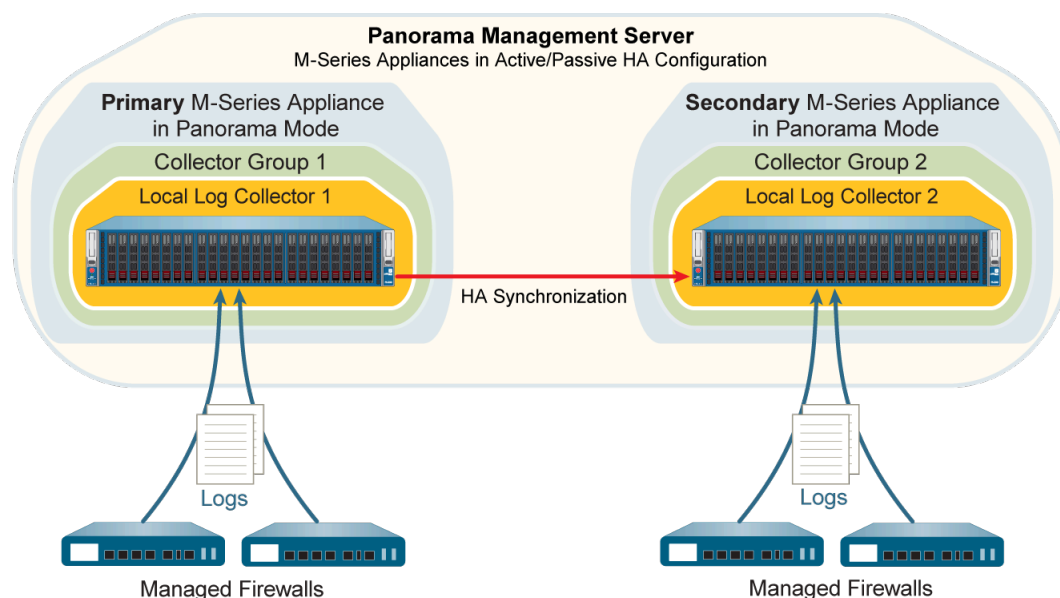 Panorama Management Server
M-Series Appliances in Active/Passive HA Configuration
Primary M-Series Appliance
in Panorama Mode
Collector Group 1
Local Log Collector 1
Secondary M-Series Appliance
in Panorama Mode
Collector Group 2
Local Log Collector 2
HA Synchronization
Logs
Managed Firewalls
Logs
Managed Firewalls